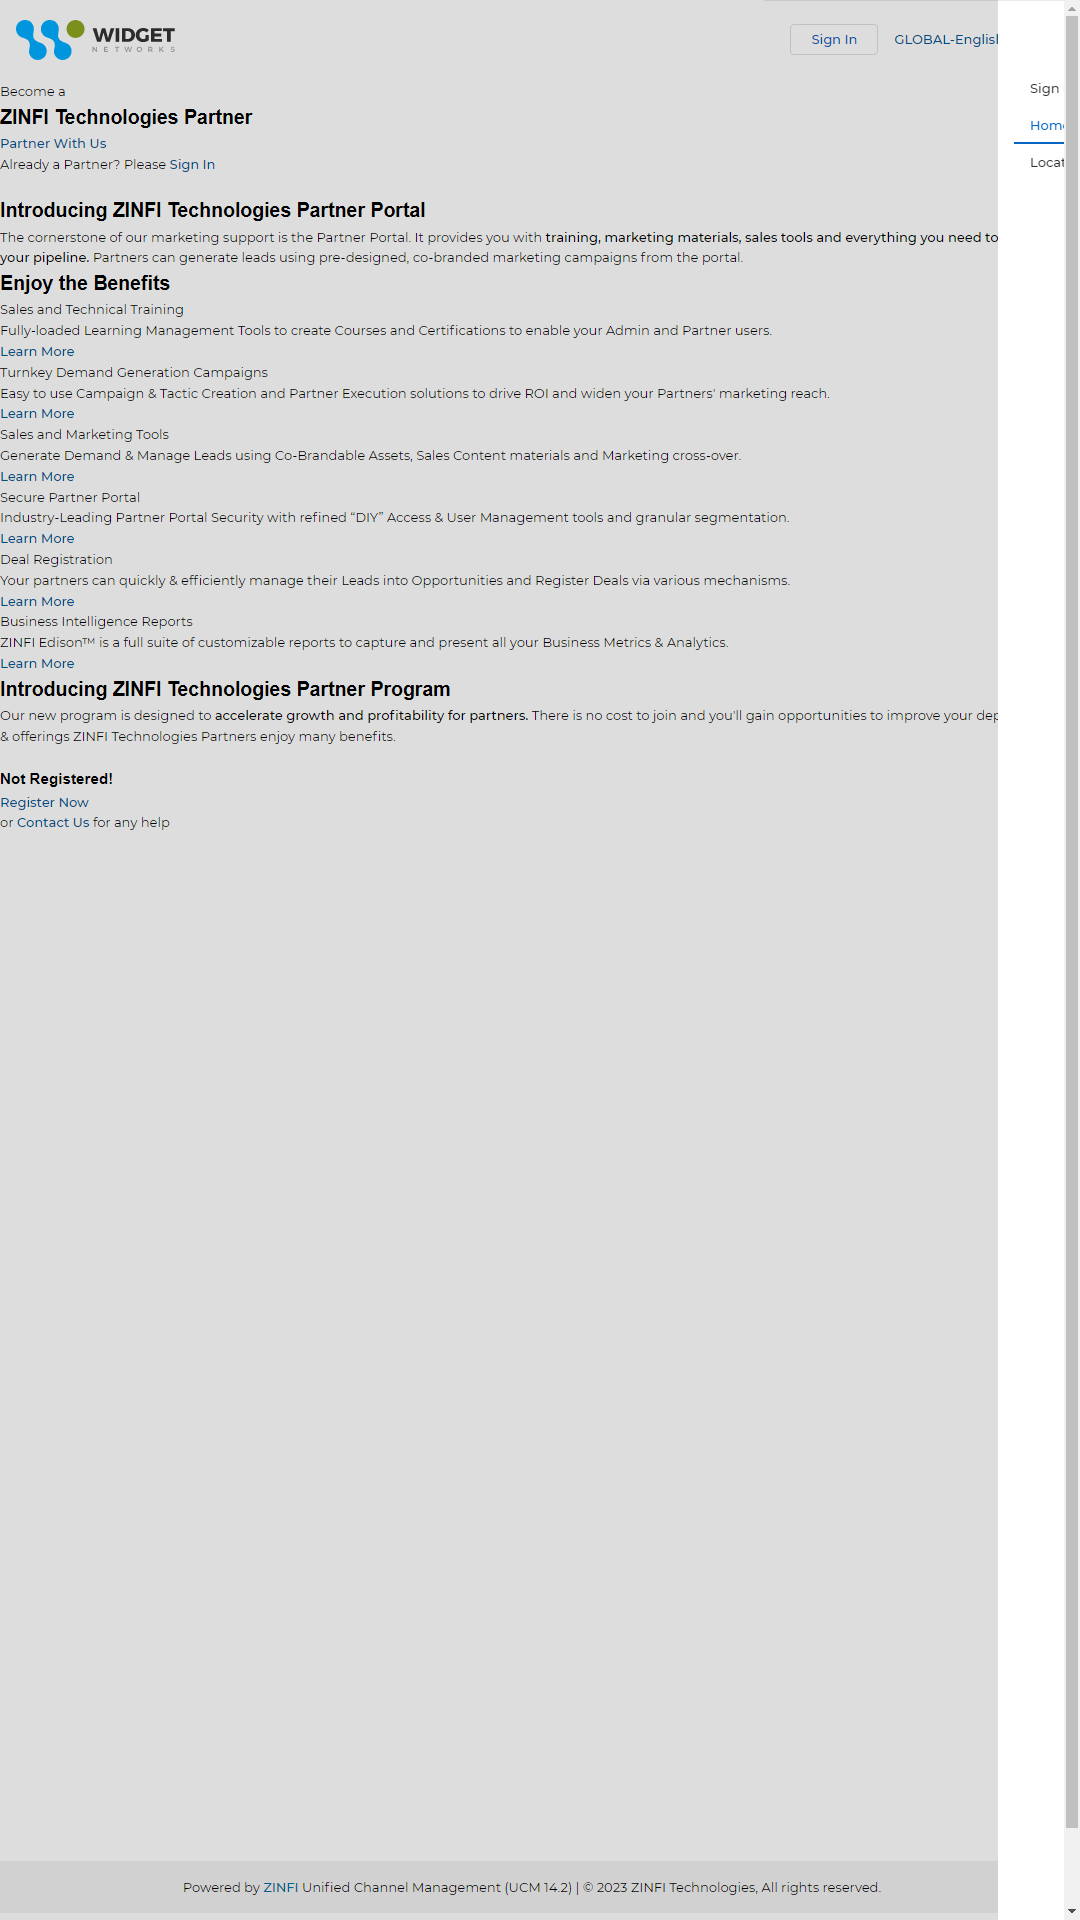 WIDGET
NETWORKS
Sign In
GLOBAL-English
Sign
Home
Locat
Become a
ZINFI Technologies Partner
Partner With Us
Already a Partner? Please Sign In
Introducing ZINFI Technologies Partner Portal
The cornerstone of our marketing support is the Partner Portal. It provides you with training, marketing materials, sales tools and everything you need to
your pipeline. Partners can generate leads using pre-designed, co-branded marketing campaigns from the portal.
Enjoy the Benefits
Sales and Technical Training
Fully-loaded Learning Management Tools to create Courses and Certifications to enable your Admin and Partner users.
Learn More
Turnkey Demand Generation Campaigns
Easy to use Campaign & Tactic Creation and Partner Execution solutions to drive ROI and widen your Partners' marketing reach.
Learn More
Sales and Marketing Tools
Generate Demand & Manage Leads using Co-Brandable Assets, Sales Content materials and Marketing cross-over.
Learn More
Secure Partner Portal
Industry-Leading Partner Portal Security with refined “DIY” Access & User Management tools and granular segmentation.
Learn More
Deal Registration
Your partners can quickly & efficiently manage their Leads into Opportunities and Register Deals via various mechanisms.
Learn More
Business Intelligence Reports
ZINFI Edison™ is a full suite of customizable reports to capture and present all your Business Metrics & Analytics.
Learn More
Introducing ZINFI Technologies Partner Program
Our new program is designed to accelerate growth and profitability for partners. There is no cost to join and you'll gain opportunities to improve your dep
& offerings ZINFI Technologies Partners enjoy many benefits.
Not Registered!
Register Now
or Contact Us for any help
Powered by ZINFI Unified Channel Management (UCM 14.2) | © 2023 ZINFI Technologies, All rights reserved.